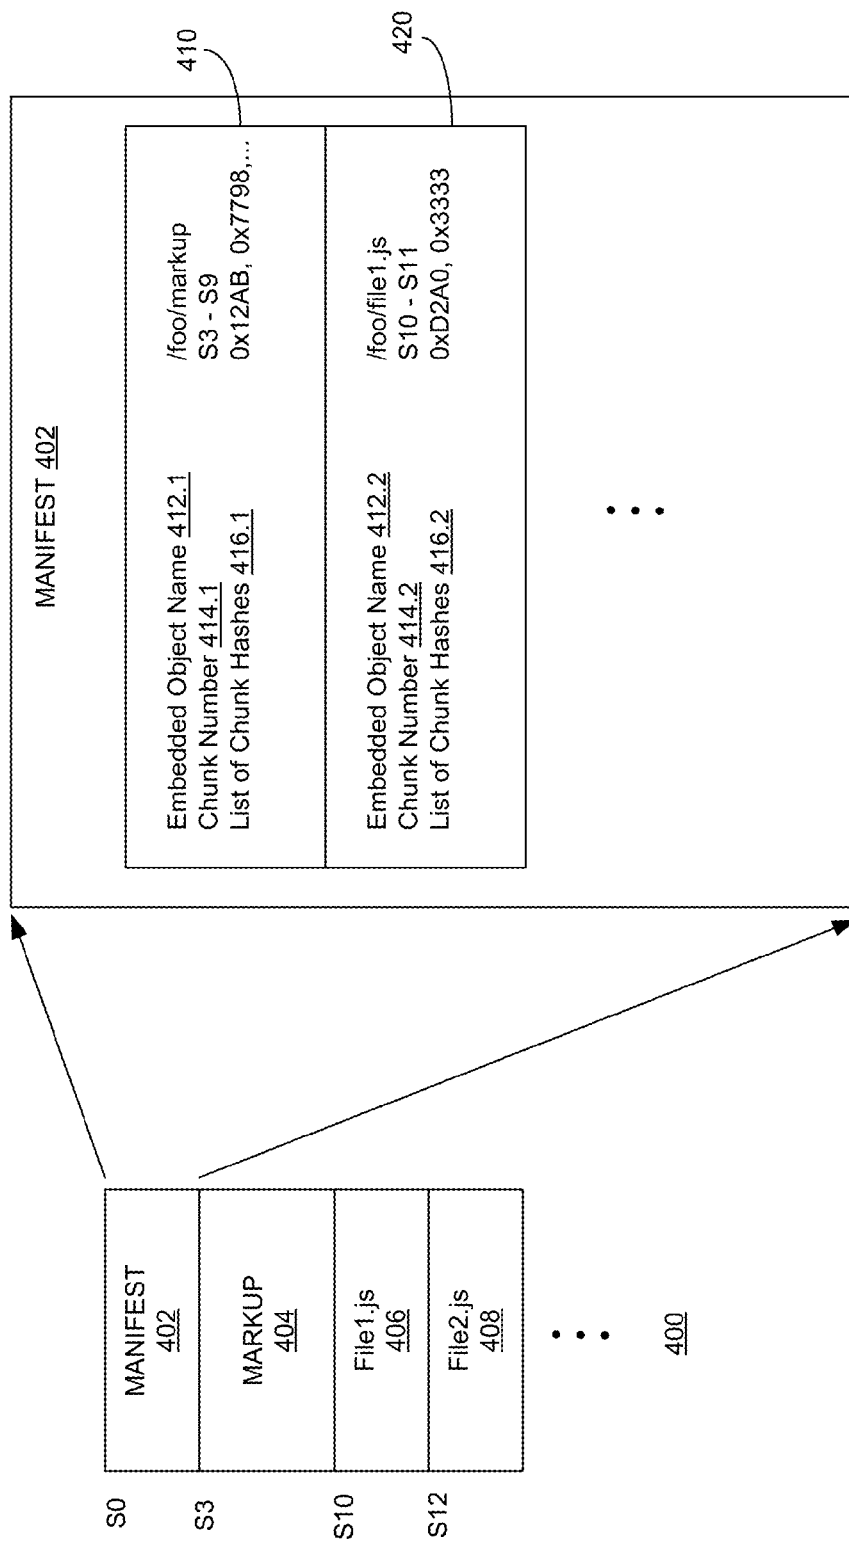 S0
MANIFEST
402
S3
MARKUP
404
S10
File1.js
406
S12
File2.js
408
400
MANIFEST 402
410
Embedded Object Name 412.1 /foo/markup
Chunk Number 414.1 S3 - S9
List of Chunk Hashes 416.1 0x12AB, 0x7798,...
420
Embedded Object Name 412.2 /foo/file1.js
Chunk Number 414.2 S10 - S11
List of Chunk Hashes 416.2 0xD2A0, 0x3333